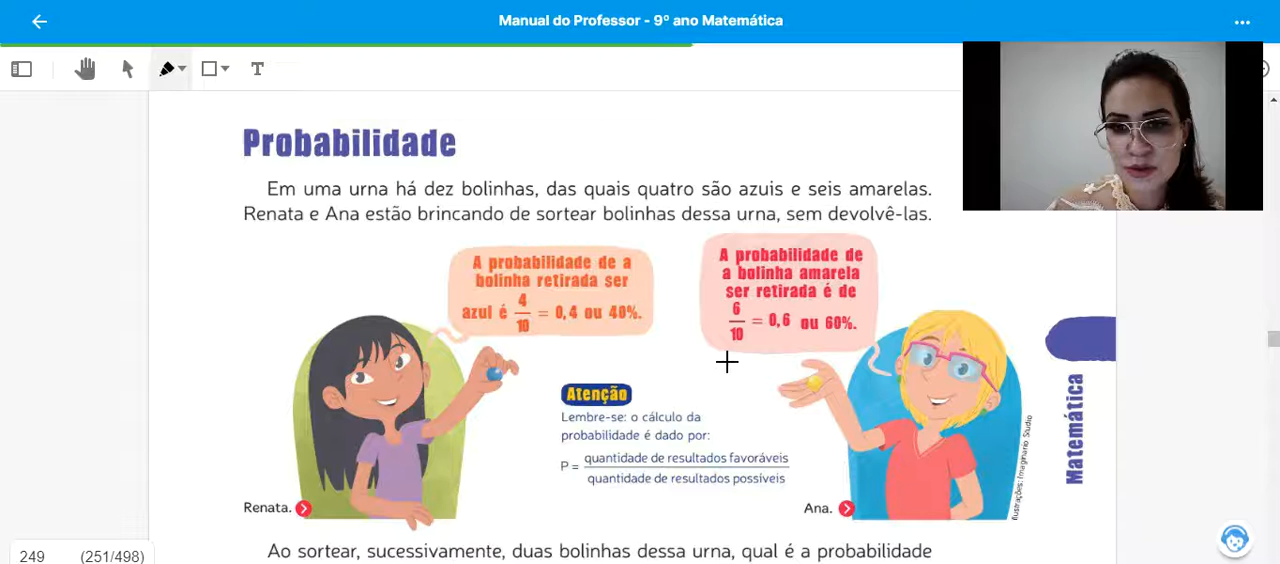 Manual do Professor - 9º ano Matemática
T
Probabilidade
Em uma urna há dez bolinhas, das quais quatro são azuis e seis amarelas.
Renata e Ana estão brincando de sortear bolinhas dessa urna, sem devolvê-las.
A probabilidade de a
bolinha retirada ser
azul é 4/10 = 0,4 ou 40%.
A probabilidade de
a bolinha amarela
ser retirada é de
6/10 = 0,6 ou 60%.
Atenção
Lembre-se: o cálculo da
probabilidade é dado por:
P = quantidade de resultados favoráveis
quantidade de resultados possíveis
Renata.
Ana.
Ilustrações: Imaginario Studio
Matemática
Ao sortear, sucessivamente, duas bolinhas dessa urna, qual é a probabilidade
249 (251/498)